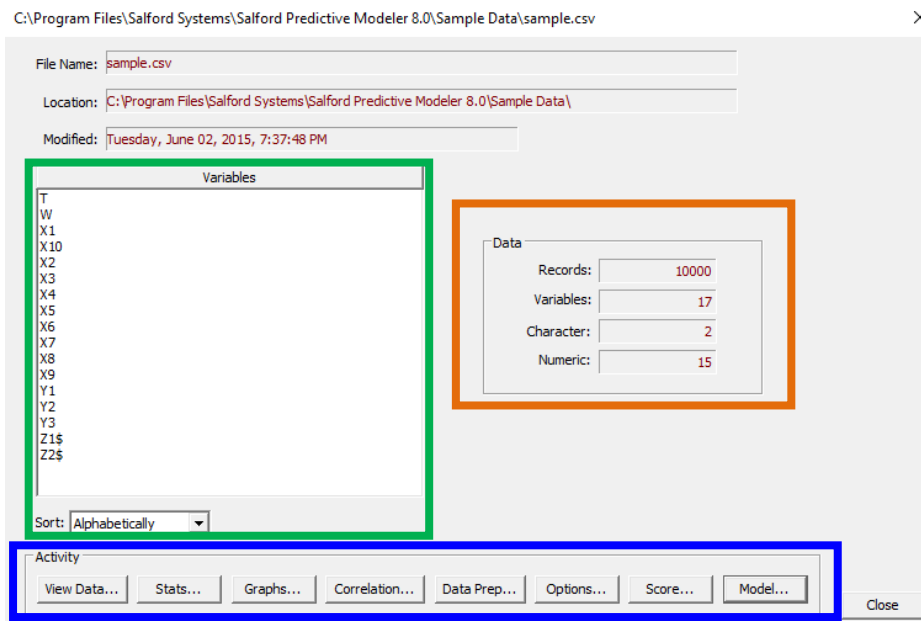 C:\Program Files\Salford Systems\Salford Predictive Modeler 8.0\Sample Data\sample.csv
File Name: sample.csv
Location: C:\Program Files\Salford Systems\Salford Predictive Modeler 8.0\Sample Data\
Modified: Tuesday, June 02, 2015, 7:37:48 PM
Variables
T
W
X1
X10
X2
X3
X4
X5
X6
X7
X8
X9
Y1
Y2
Y3
Z1$
Z2$
Sort: Alphabetically
Data
Records: 10000
Variables: 17
Character: 2
Numeric: 15
Activity
View Data... Stats... Graphs... Correlation... Data Prep... Options... Score... Model...
Close